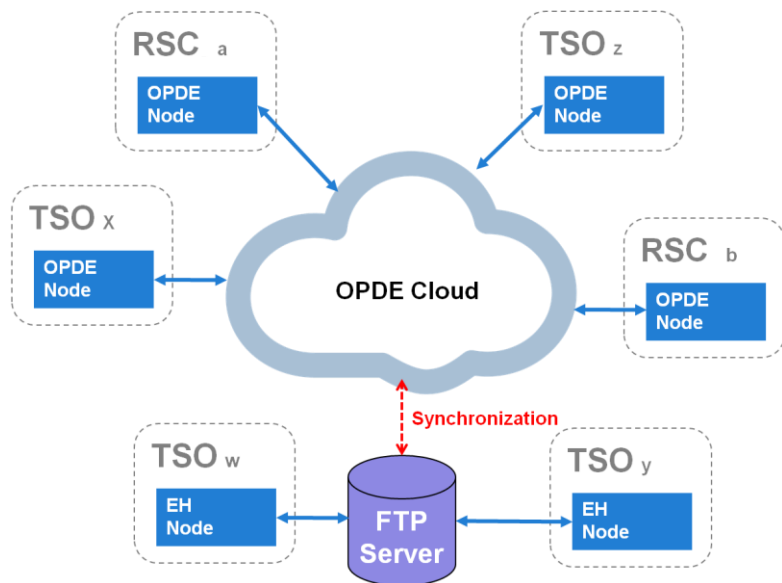 RSC a
OPDE
Node
TSO z
OPDE
Node
TSO X
OPDE
Node
RSC b
OPDE
Node
OPDE Cloud
Synchronization
TSO w
EH
Node
FTP
Server
TSO y
EH
Node